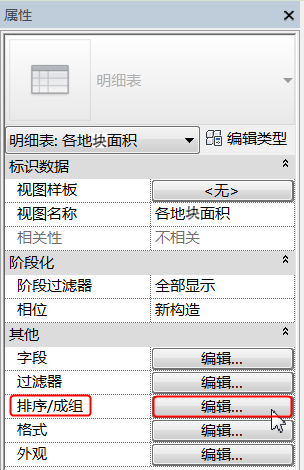 属性
明细表
明细表: 各地块面积 编辑类型
标识数据
视图样板 <无>
视图名称 各地块面积
相关性 不相关
阶段化
阶段过滤器 全部显示
相位 新构造
其他
字段 编辑...
过滤器 编辑...
排序/成组 编辑...
格式 编辑...
外观 编辑...